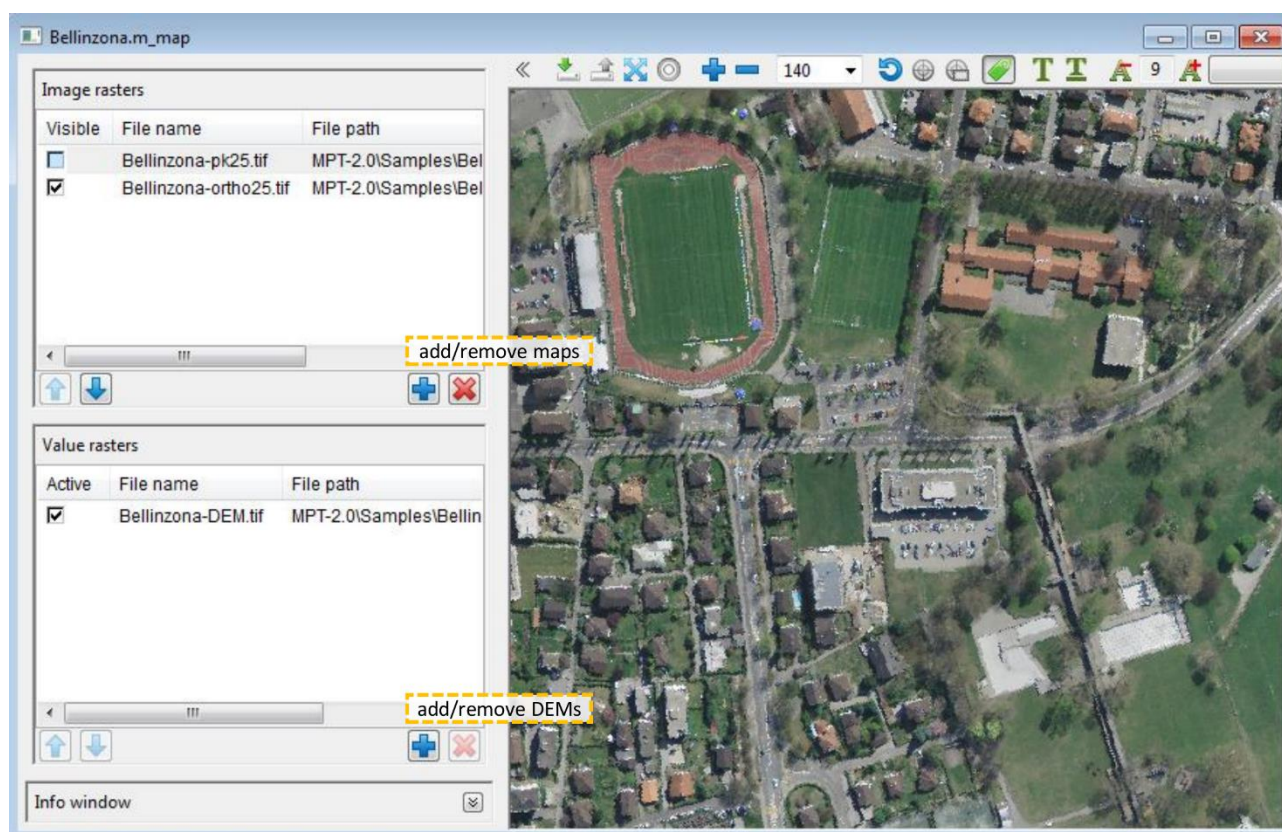 Bellinzona.m_map
Image rasters
Visible File name File path
Bellinzona-pk25.tif MPT-2.0\Samples\Bel
Bellinzona-ortho25.tif MPT-2.0\Samples\Bel
add/remove maps
Value rasters
Active File name File path
Bellinzona-DEM.tif MPT-2.0\Samples\Bellin
add/remove DEMs
Info window
140 T T A 9 A